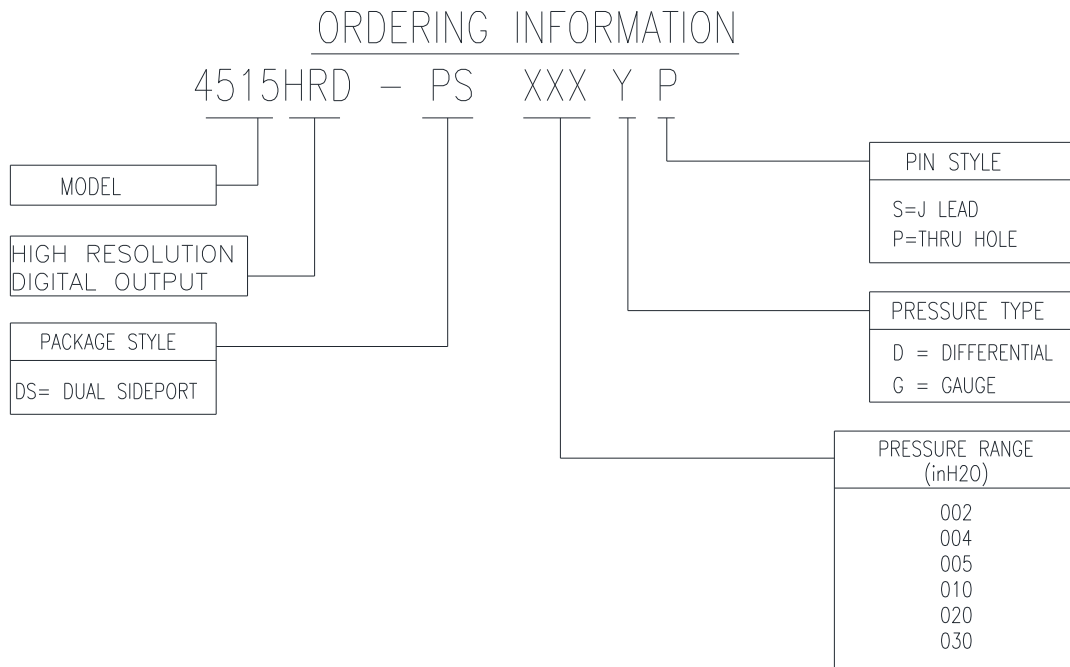 ORDERING INFORMATION
4515HRD - PS XXX Y P
MODEL
HIGH RESOLUTION
DIGITAL OUTPUT
PACKAGE STYLE
DS= DUAL SIDEPORT
PIN STYLE
S=J LEAD
P=THRU HOLE
PRESSURE TYPE
D = DIFFERENTIAL
G = GAUGE
PRESSURE RANGE
(inH2O)
002
004
005
010
020
030